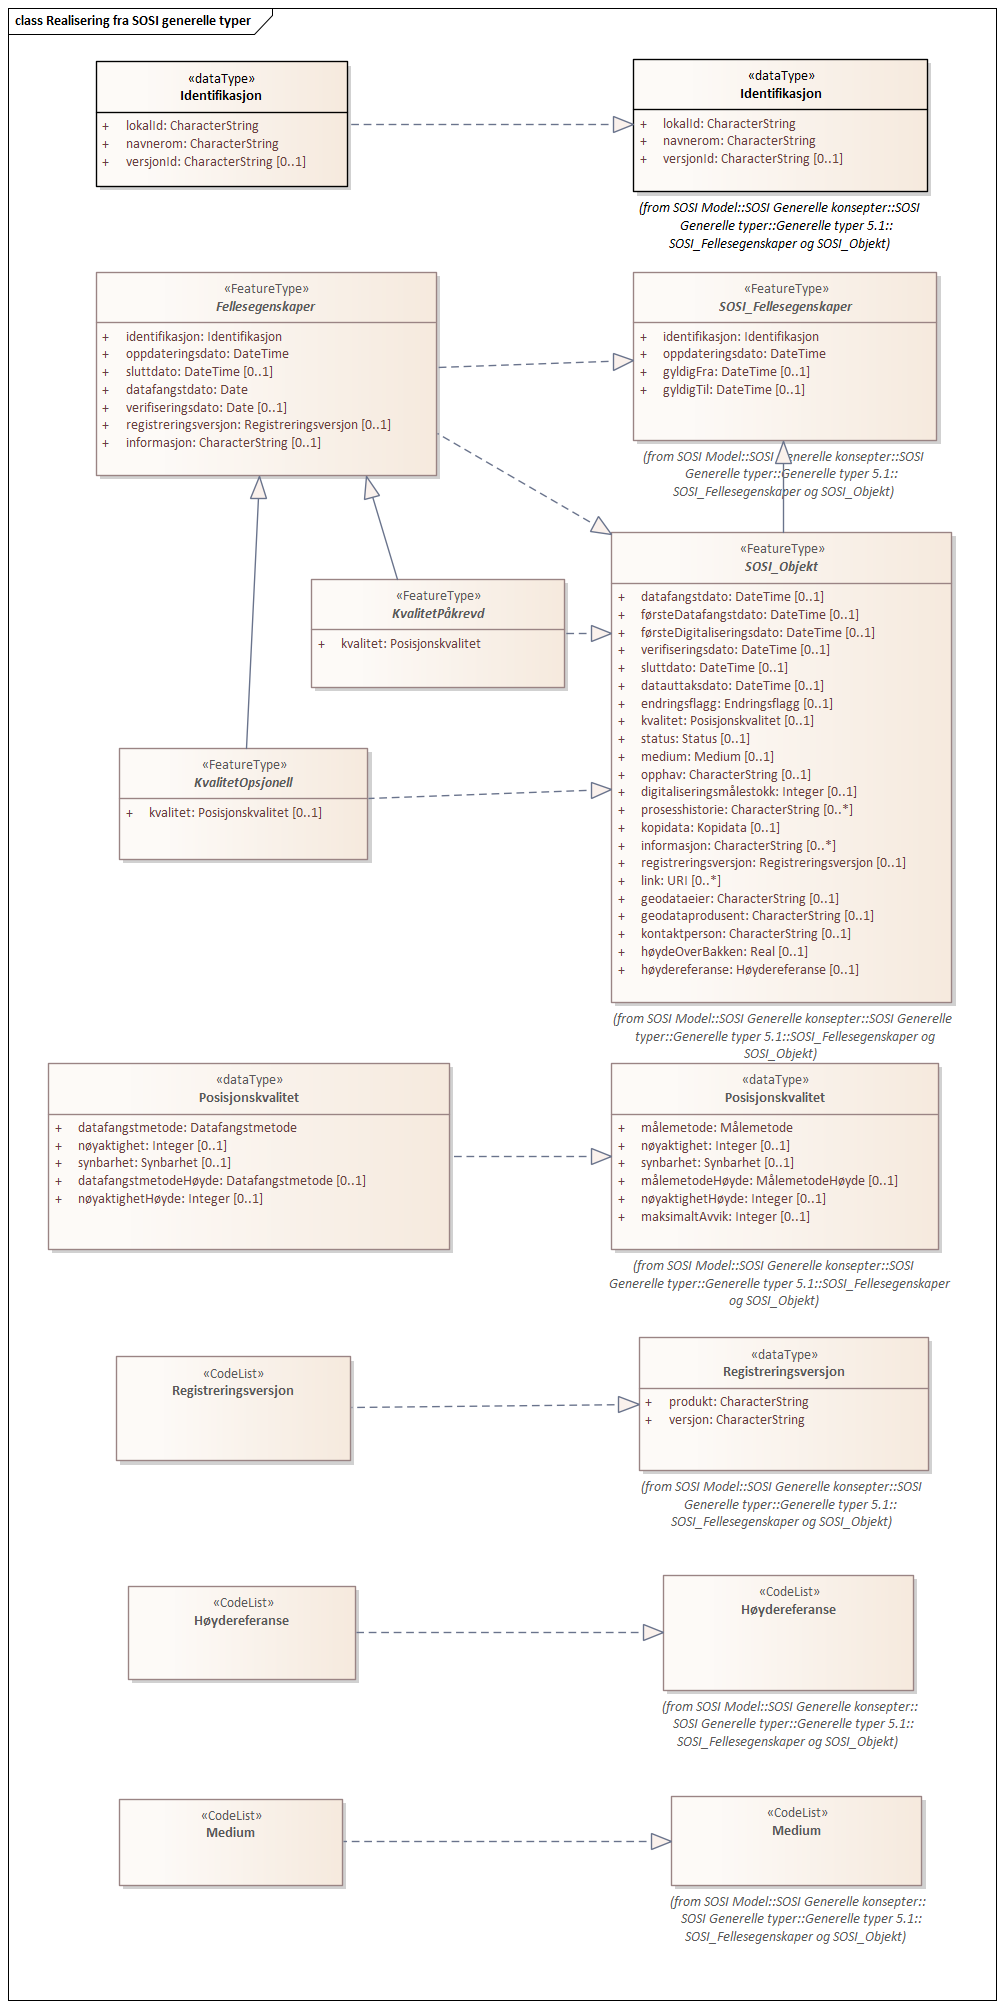 class Realisering fra SOSI generelle typer
«dataType»
Identifikasjon
+ lokalId: CharacterString
+ navnerom: CharacterString
+ versjonId: CharacterString [0..1]
«dataType»
Identifikasjon
+ lokalId: CharacterString
+ navnerom: CharacterString
+ versjonId: CharacterString [0..1]
(from SOSI Model::SOSI Generelle konsepter::SOSI
Generelle typer::Generelle typer 5.1::
SOSI_Fellesegenskaper og SOSI_Objekt)
«FeatureType»
Fellesegenskaper
+ identifikasjon: Identifikasjon
+ oppdateringsdato: DateTime
+ sluttdato: DateTime [0..1]
+ datafangstdato: Date
+ verifiseringsdato: Date [0..1]
+ registreringsversjon: Registreringsversjon [0..1]
+ informasjon: CharacterString [0..1]
«FeatureType»
SOSI_Fellesegenskaper
+ identifikasjon: Identifikasjon
+ oppdateringsdato: DateTime
+ gyldigFra: DateTime [0..1]
+ gyldigTil: DateTime [0..1]
(from SOSI Model::SOSI Generelle konsepter::SOSI
Generelle typer::Generelle typer 5.1::
SOSI_Fellesegenskaper og SOSI_Objekt)
«FeatureType»
KvalitetPåkrevd
+ kvalitet: Posisjonskvalitet
«FeatureType»
KvalitetOpsjonell
+ kvalitet: Posisjonskvalitet [0..1]
«FeatureType»
SOSI_Objekt
+ datafangstdato: DateTime [0..1]
+ førsteDatafangstdato: DateTime [0..1]
+ førsteDigitaliseringsdato: DateTime [0..1]
+ verifiseringsdato: DateTime [0..1]
+ sluttdato: DateTime [0..1]
+ datauttaksdato: DateTime [0..1]
+ endringsflagg: Endringsflagg [0..1]
+ kvalitet: Posisjonskvalitet [0..1]
+ status: Status [0..1]
+ medium: Medium [0..1]
+ opphav: CharacterString [0..1]
+ digitaliseringsmålestokk: Integer [0..1]
+ prosesshistorie: CharacterString [0..*]
+ kopidata: Kopidata [0..1]
+ informasjon: CharacterString [0..*]
+ registreringsversjon: Registreringsversjon [0..1]
+ link: URI [0..*]
+ geodataeier: CharacterString [0..1]
+ geodataprodusent: CharacterString [0..1]
+ kontaktperson: CharacterString [0..1]
+ høydeOverBakken: Real [0..1]
+ høydereferanse: Høydereferanse [0..1]
(from SOSI Model::SOSI Generelle konsepter::SOSI Generelle
typer::Generelle typer 5.1::SOSI_Fellesegenskaper og
SOSI_Objekt)
«dataType»
Posisjonskvalitet
+ datafangstmetode: Datafangstmetode
+ nøyaktighet: Integer [0..1]
+ synbarhet: Synbarhet [0..1]
+ datafangstmetodeHøyde: Datafangstmetode [0..1]
+ nøyaktighetHøyde: Integer [0..1]
«dataType»
Posisjonskvalitet
+ målemetode: Målemetode
+ nøyaktighet: Integer [0..1]
+ synbarhet: Synbarhet [0..1]
+ målemetodeHøyde: MålemetodeHøyde [0..1]
+ nøyaktighetHøyde: Integer [0..1]
+ maksimaltAvvik: Integer [0..1]
(from SOSI Model::SOSI Generelle konsepter::SOSI
Generelle typer::Generelle typer 5.1::SOSI_Fellesegenskaper
og SOSI_Objekt)
«CodeList»
Registreringsversjon
«dataType»
Registreringsversjon
+ produkt: CharacterString
+ versjon: CharacterString
(from SOSI Model::SOSI Generelle konsepter::SOSI
Generelle typer::Generelle typer 5.1::
SOSI_Fellesegenskaper og SOSI_Objekt)
«CodeList»
Høydereferanse
«CodeList»
Høydereferanse
(from SOSI Model::SOSI Generelle konsepter::
SOSI Generelle typer::Generelle typer 5.1::
SOSI_Fellesegenskaper og SOSI_Objekt)
«CodeList»
Medium
«CodeList»
Medium
(from SOSI Model::SOSI Generelle konsepter::
SOSI Generelle typer::Generelle typer 5.1::
SOSI_Fellesegenskaper og SOSI_Objekt)